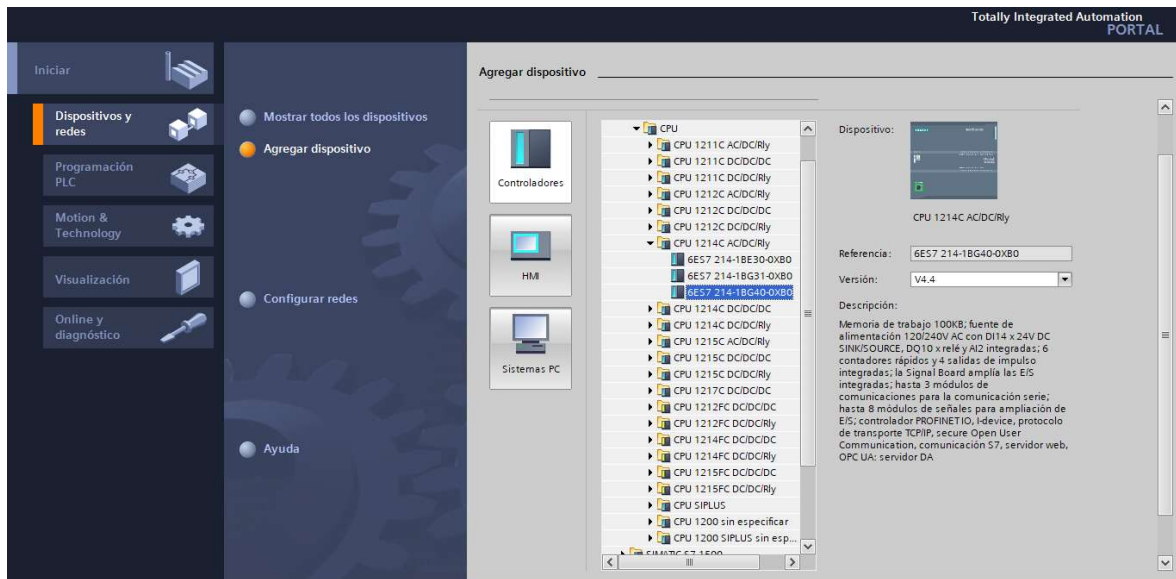 Totally Integrated Automation
PORTAL
Iniciar
Dispositivos y
redes
Programación
PLC
Motion &
Technology
Visualización
Online y
diagnóstico
Mostrar todos los dispositivos
Agregar dispositivo
Configurar redes
Ayuda
Agregar dispositivo
Controladores
HMI
Sistemas PC
CPU
CPU 1211C AC/DC/Rly
CPU 1211C DC/DC/DC
CPU 1211C DC/DC/Rly
CPU 1212C AC/DC/Rly
CPU 1212C DC/DC/DC
CPU 1212C DC/DC/Rly
CPU 1214C AC/DC/Rly
6ES7 214-1BE30-0XB0
6ES7 214-1BG31-0XB0
6ES7 214-1BG40-0XB0
CPU 1214C DC/DC/DC
CPU 1214C DC/DC/Rly
CPU 1215C AC/DC/Rly
CPU 1215C DC/DC/DC
CPU 1215C DC/DC/Rly
CPU 1217C DC/DC/DC
CPU 1212FC DC/DC/DC
CPU 1212FC DC/DC/Rly
CPU 1214FC DC/DC/DC
CPU 1214FC DC/DC/Rly
CPU 1215FC DC/DC/DC
CPU 1215FC DC/DC/Rly
CPU SIPLUS
CPU 1200 sin especificar
CPU 1200 SIPLUS sin esp...
SIMATIC S7-1500
Dispositivo:
CPU 1214C AC/DC/Rly
Referencia: 6ES7 214-1BG40-0XB0
Versión: V4.4
Descripción:
Memoria de trabajo 100KB; fuente de
alimentación 120/240V AC con DI14 x 24V DC
SINK/SOURCE, DQ10 x relé y AI2 integradas; 6
contadores rápidos y 4 salidas de impulso
integradas; la Signal Board amplía las E/S
integradas; hasta 3 módulos de
comunicaciones para la comunicación serie;
hasta 8 módulos de señales para ampliación de
E/S; controlador PROFINET IO, I-device, protocolo
de transporte TCP/IP, secure Open User
Communication, comunicación S7, servidor web,
OPC UA: servidor DA